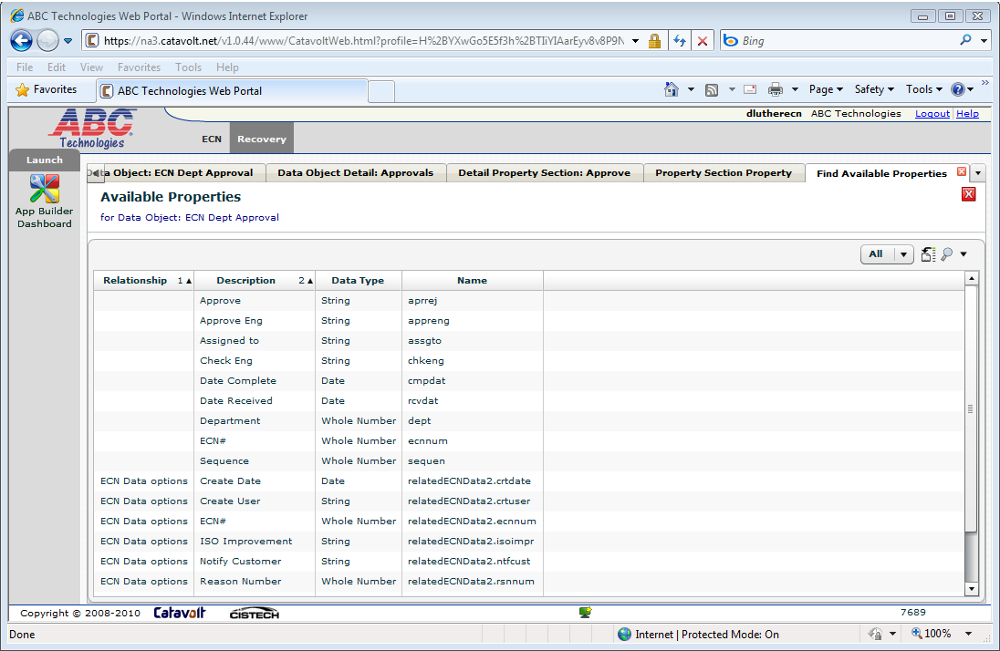 ABC Technologies Web Portal - Windows Internet Explorer
https://na3.catavolt.net/v1.0.44/www/CatavoltWeb.html?profile=H%2BYXwGo5E5f3h%2BTIiYIAarEyv8v8P9N
Bing
File Edit View Favorites Tools Help
Favorites ABC Technologies Web Portal Page Safety Tools
dlutherecn ABC Technologies Logout Help
ABC Technologies
ECN Recovery
Launch
App Builder Dashboard
Data Object: ECN Dept Approval Data Object Detail: Approvals Detail Property Section: Approve Property Section Property Find Available Properties
Available Properties
for Data Object: ECN Dept Approval
All
Relationship 1 Description 2 Data Type Name
Approve String aprrej
Approve Eng String appreng
Assigned to String assgto
Check Eng String chkeng
Date Complete Date cmpdat
Date Received Date rcvdat
Department Whole Number dept
ECN# Whole Number ecnnum
Sequence Whole Number sequen
ECN Data options Create Date Date relatedECNData2.crtdate
ECN Data options Create User String relatedECNData2.crtuser
ECN Data options ECN# Whole Number relatedECNData2.ecnnum
ECN Data options ISO Improvement String relatedECNData2.isoimpr
ECN Data options Notify Customer String relatedECNData2.ntfcust
ECN Data options Reason Number Whole Number relatedECNData2.rsnnum
Copyright © 2008-2010 Catavolt CISTECH 7689
Done Internet | Protected Mode: On 100%